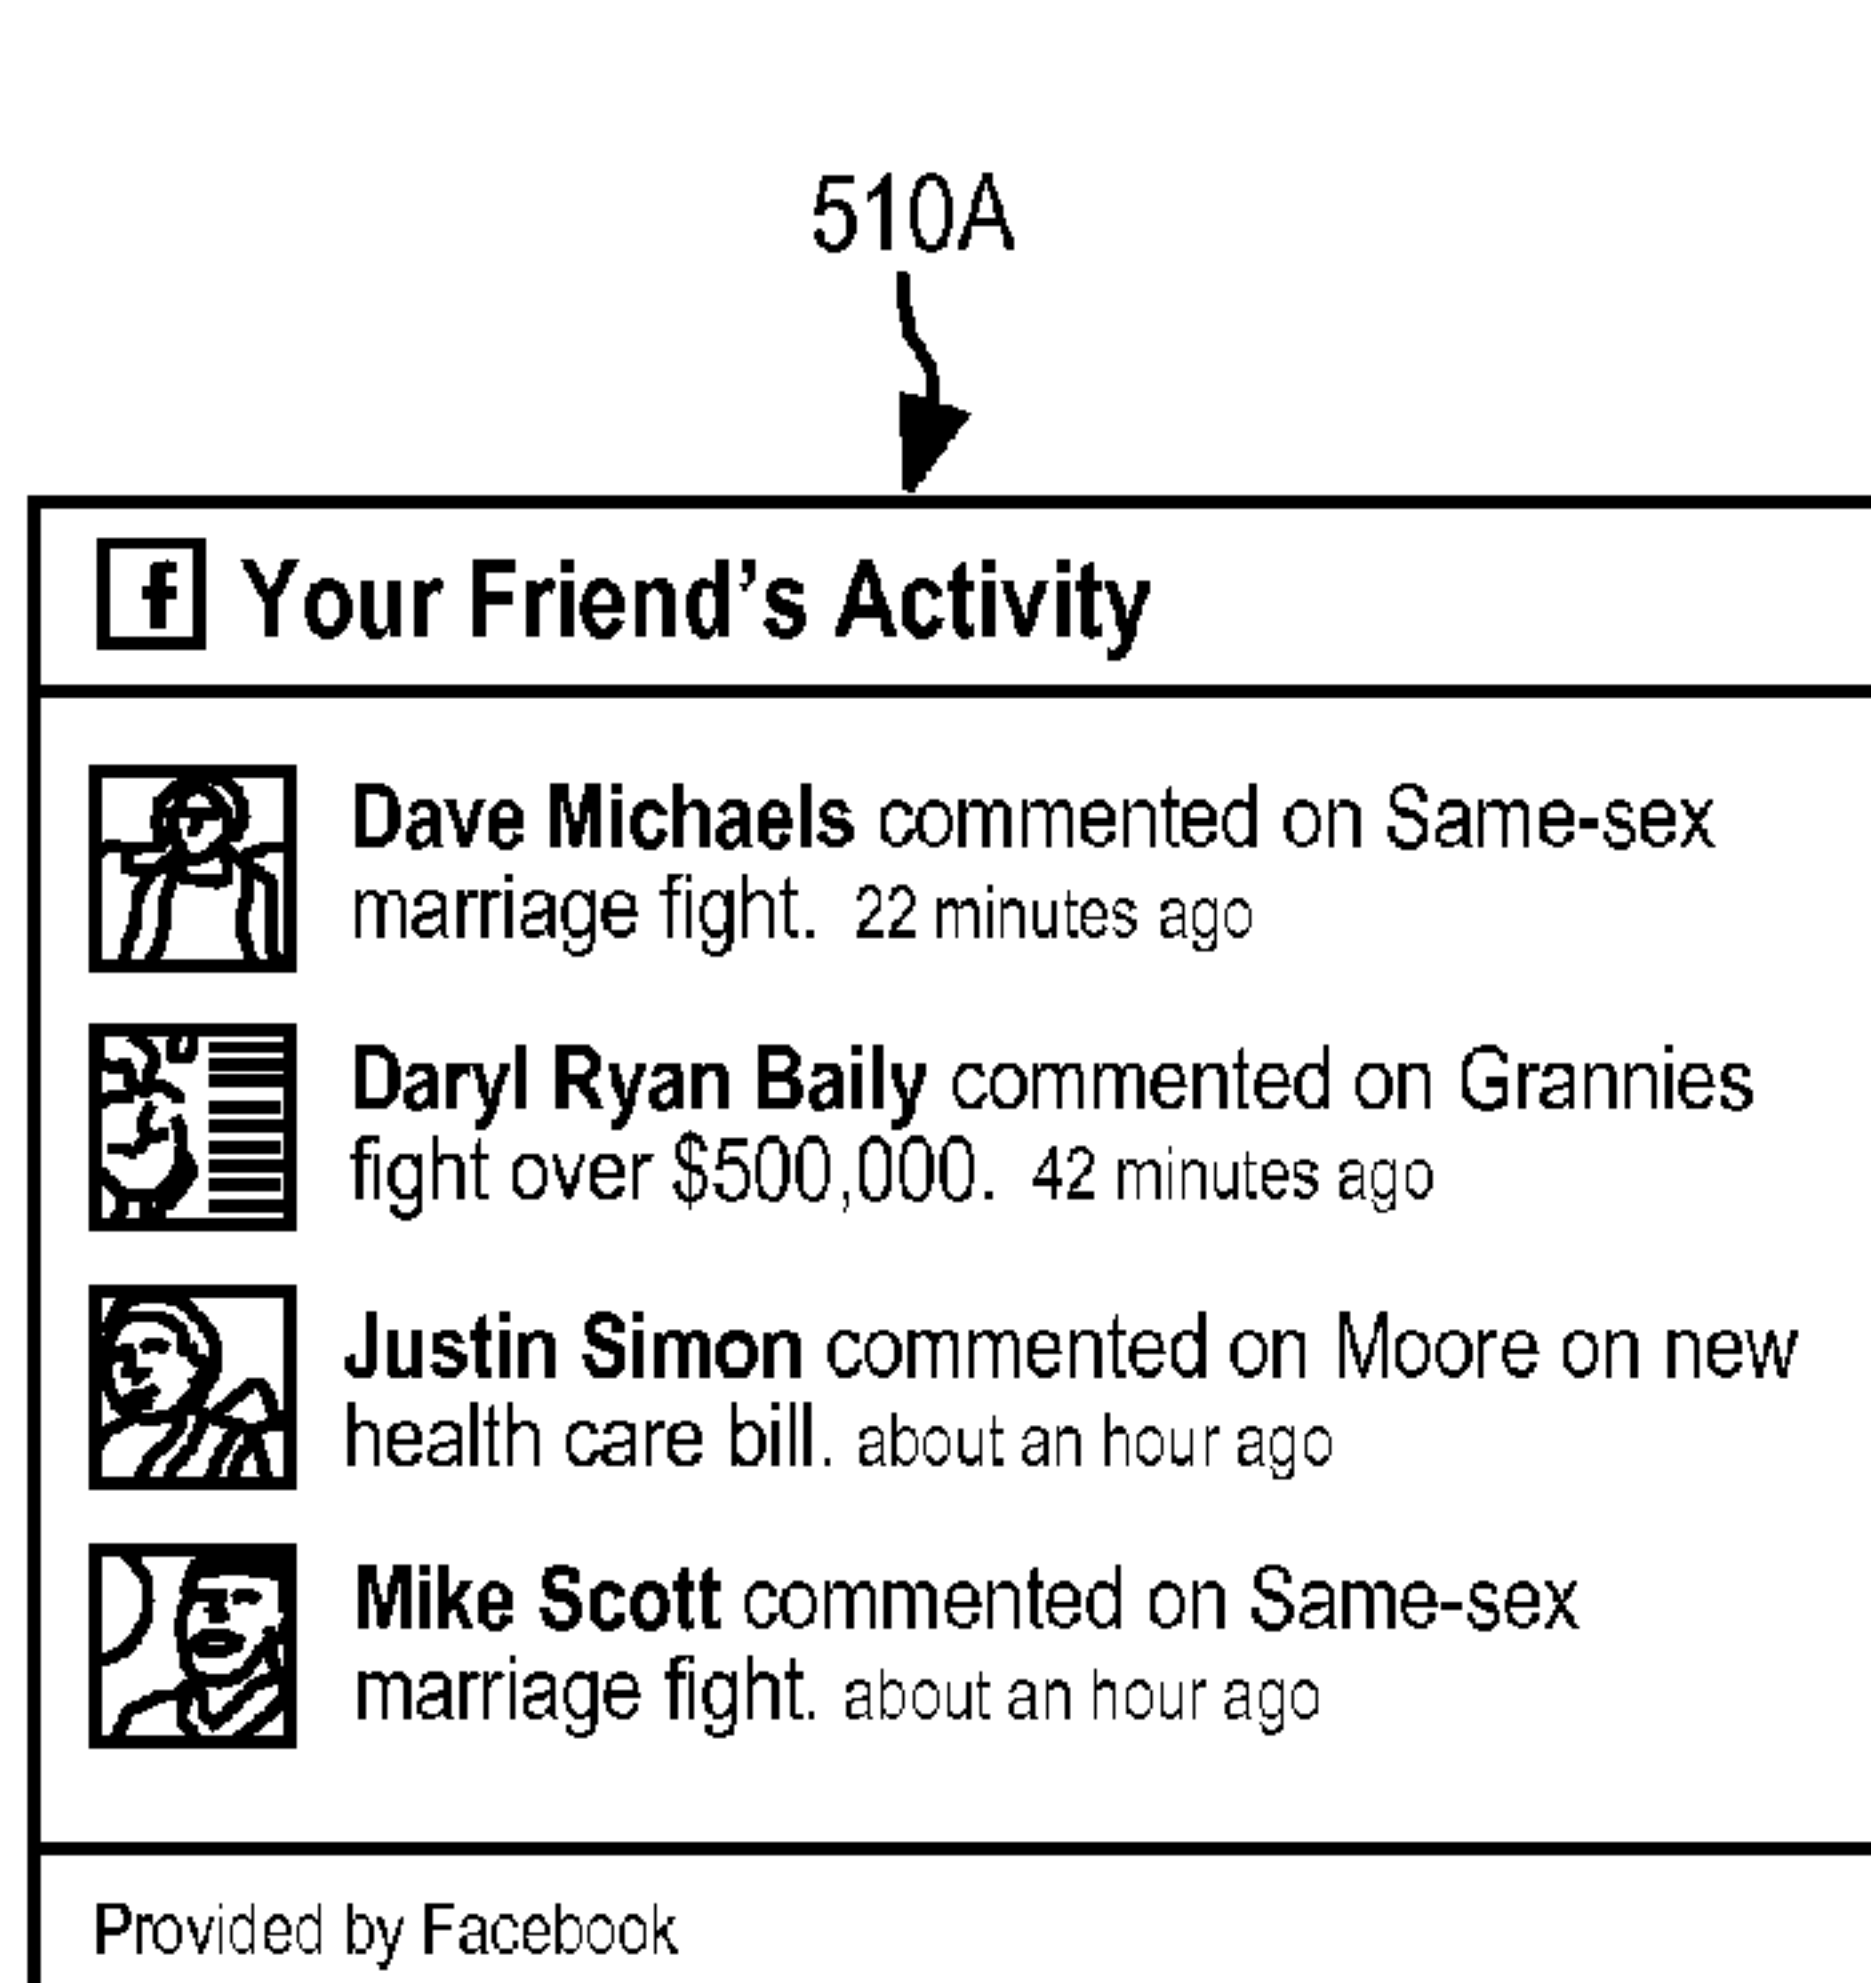 510A
f Your Friend's Activity
Dave Michaels commented on Same-sex
marriage fight. 22 minutes ago
Daryl Ryan Baily commented on Grannies
fight over $500,000. 42 minutes ago
Justin Simon commented on Moore on new
health care bill. about an hour ago
Mike Scott commented on Same-sex
marriage fight. about an hour ago
Provided by Facebook